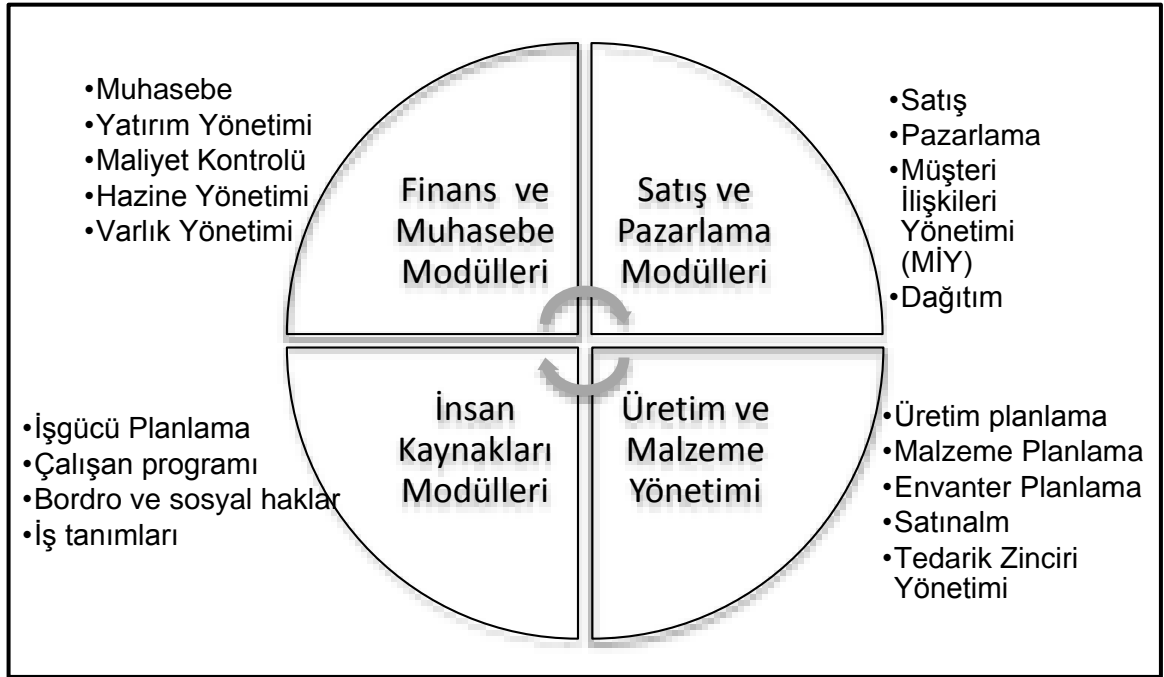 •Muhasebe
•Yatırım Yönetimi
•Maliyet Kontrolü
•Hazine Yönetimi
•Varlık Yönetimi
Finans ve
Muhasebe
Modülleri
Satış ve
Pazarlama
Modülleri
•Satış
•Pazarlama
•Müşteri
İlişkileri
Yönetimi
(MİY)
•Dağıtım
•İşgücü Planlama
•Çalışan programı
•Bordro ve sosyal haklar
•İş tanımları
İnsan
Kaynakları
Modülleri
Üretim ve
Malzeme
Yönetimi
•Üretim planlama
•Malzeme Planlama
•Envanter Planlama
•Satınalm
•Tedarik Zinciri
Yönetimi